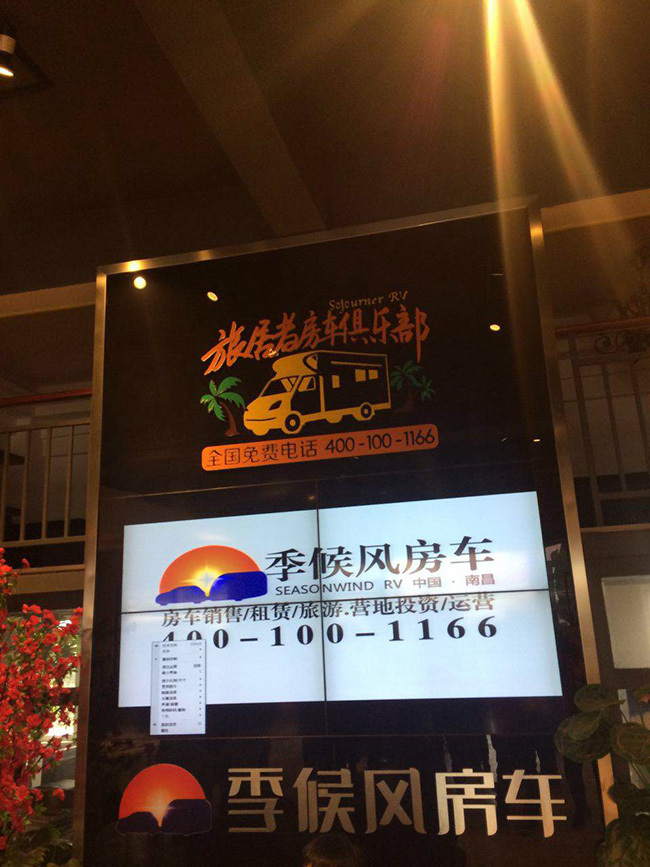 Sojourner RV
旅居者房车俱乐部
全国免费电话 400-100-1166
季候风房车
SEASONWIND RV 中国·南昌
房车销售/租赁/旅游.营地投资/运营
400-100-1166
季候风房车